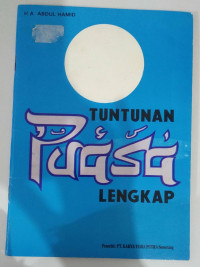 H.A. ABDUL HAMID
TUNTUNAN
Puasa
LENGKAP